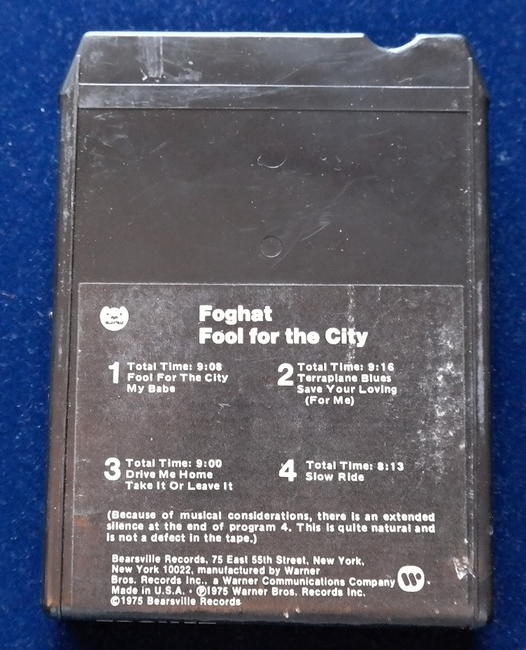 Foghat
Fool for the City
1 Total Time: 9:08
Fool For The City
My Babe
2 Total Time: 9:16
Terraplane Blues
Save Your Loving
(For Me)
3 Total Time: 9:00
Drive Me Home
Take It Or Leave It
4 Total Time: 8:13
Slow Ride
(Because of musical considerations, there is an extended
silence at the end of program 4. This is quite natural and
is not a defect in the tape.)
Bearsville Records, 75 East 55th Street, New York,
New York 10022, manufactured by Warner
Bros. Records Inc., a Warner Communications Company
Made in U.S.A. · ℗1975 Warner Bros. Records Inc.
©1975 Bearsville Records